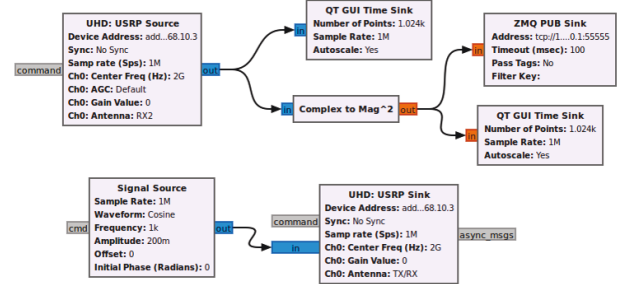 UHD: USRP Source
Device Address: add...68.10.3
Sync: No Sync
Samp rate (Sps): 1M
Ch0: Center Freq (Hz): 2G
Ch0: AGC: Default
Ch0: Gain Value: 0
Ch0: Antenna: RX2
command
out
QT GUI Time Sink
Number of Points: 1.024k
Sample Rate: 1M
Autoscale: Yes
in
in
Complex to Mag^2
out
ZMQ PUB Sink
Address: tcp://1....0.1:55555
Timeout (msec): 100
Pass Tags: No
Filter Key:
in
QT GUI Time Sink
Number of Points: 1.024k
Sample Rate: 1M
Autoscale: Yes
in
Signal Source
Sample Rate: 1M
Waveform: Cosine
Frequency: 1k
Amplitude: 200m
Offset: 0
Initial Phase (Radians): 0
cmd
out
UHD: USRP Sink
Device Address: add...68.10.3
Sync: No Sync
Samp rate (Sps): 1M
Ch0: Center Freq (Hz): 2G
Ch0: Gain Value: 0
Ch0: Antenna: TX/RX
command
in
async_msgs